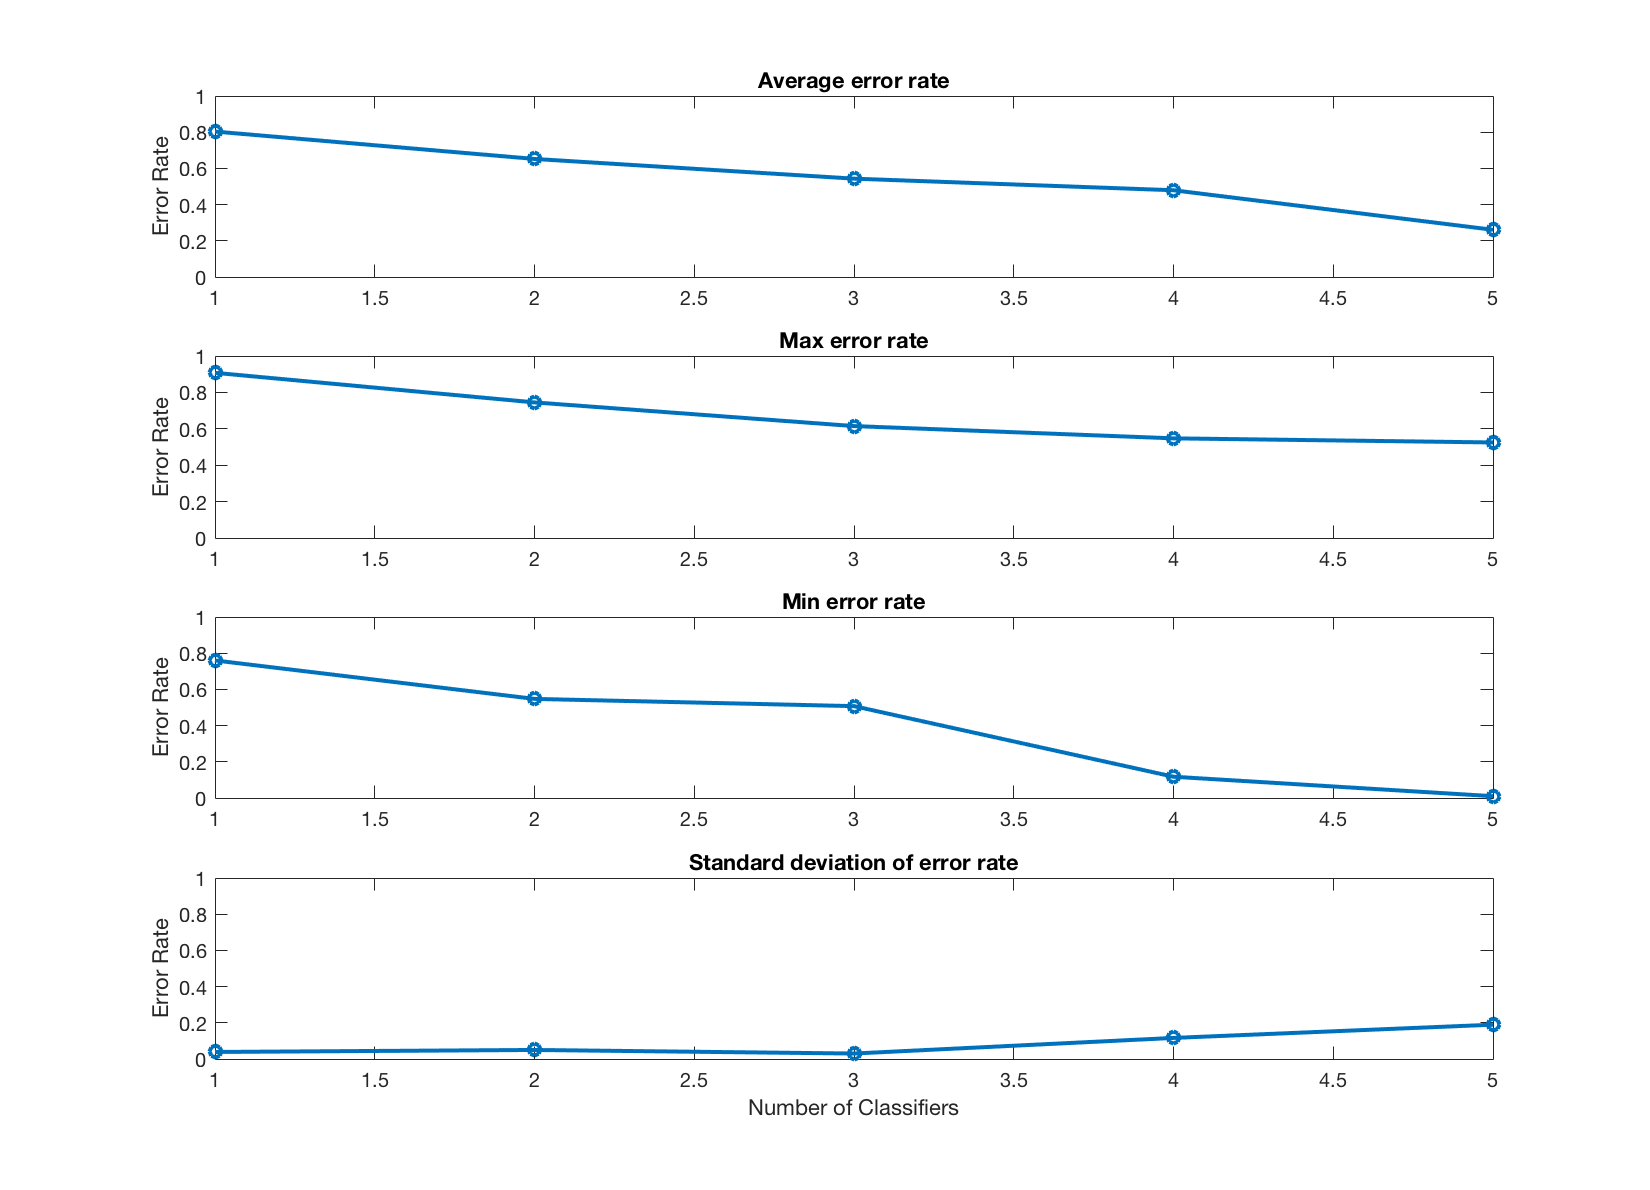 Average error rate
Error Rate
1
0.8
0.6
0.4
0.2
0
1 1.5 2 2.5 3 3.5 4 4.5 5
Max error rate
Error Rate
1
0.8
0.6
0.4
0.2
0
1 1.5 2 2.5 3 3.5 4 4.5 5
Min error rate
Error Rate
1
0.8
0.6
0.4
0.2
0
1 1.5 2 2.5 3 3.5 4 4.5 5
Standard deviation of error rate
Error Rate
1
0.8
0.6
0.4
0.2
0
1 1.5 2 2.5 3 3.5 4 4.5 5
Number of Classifiers